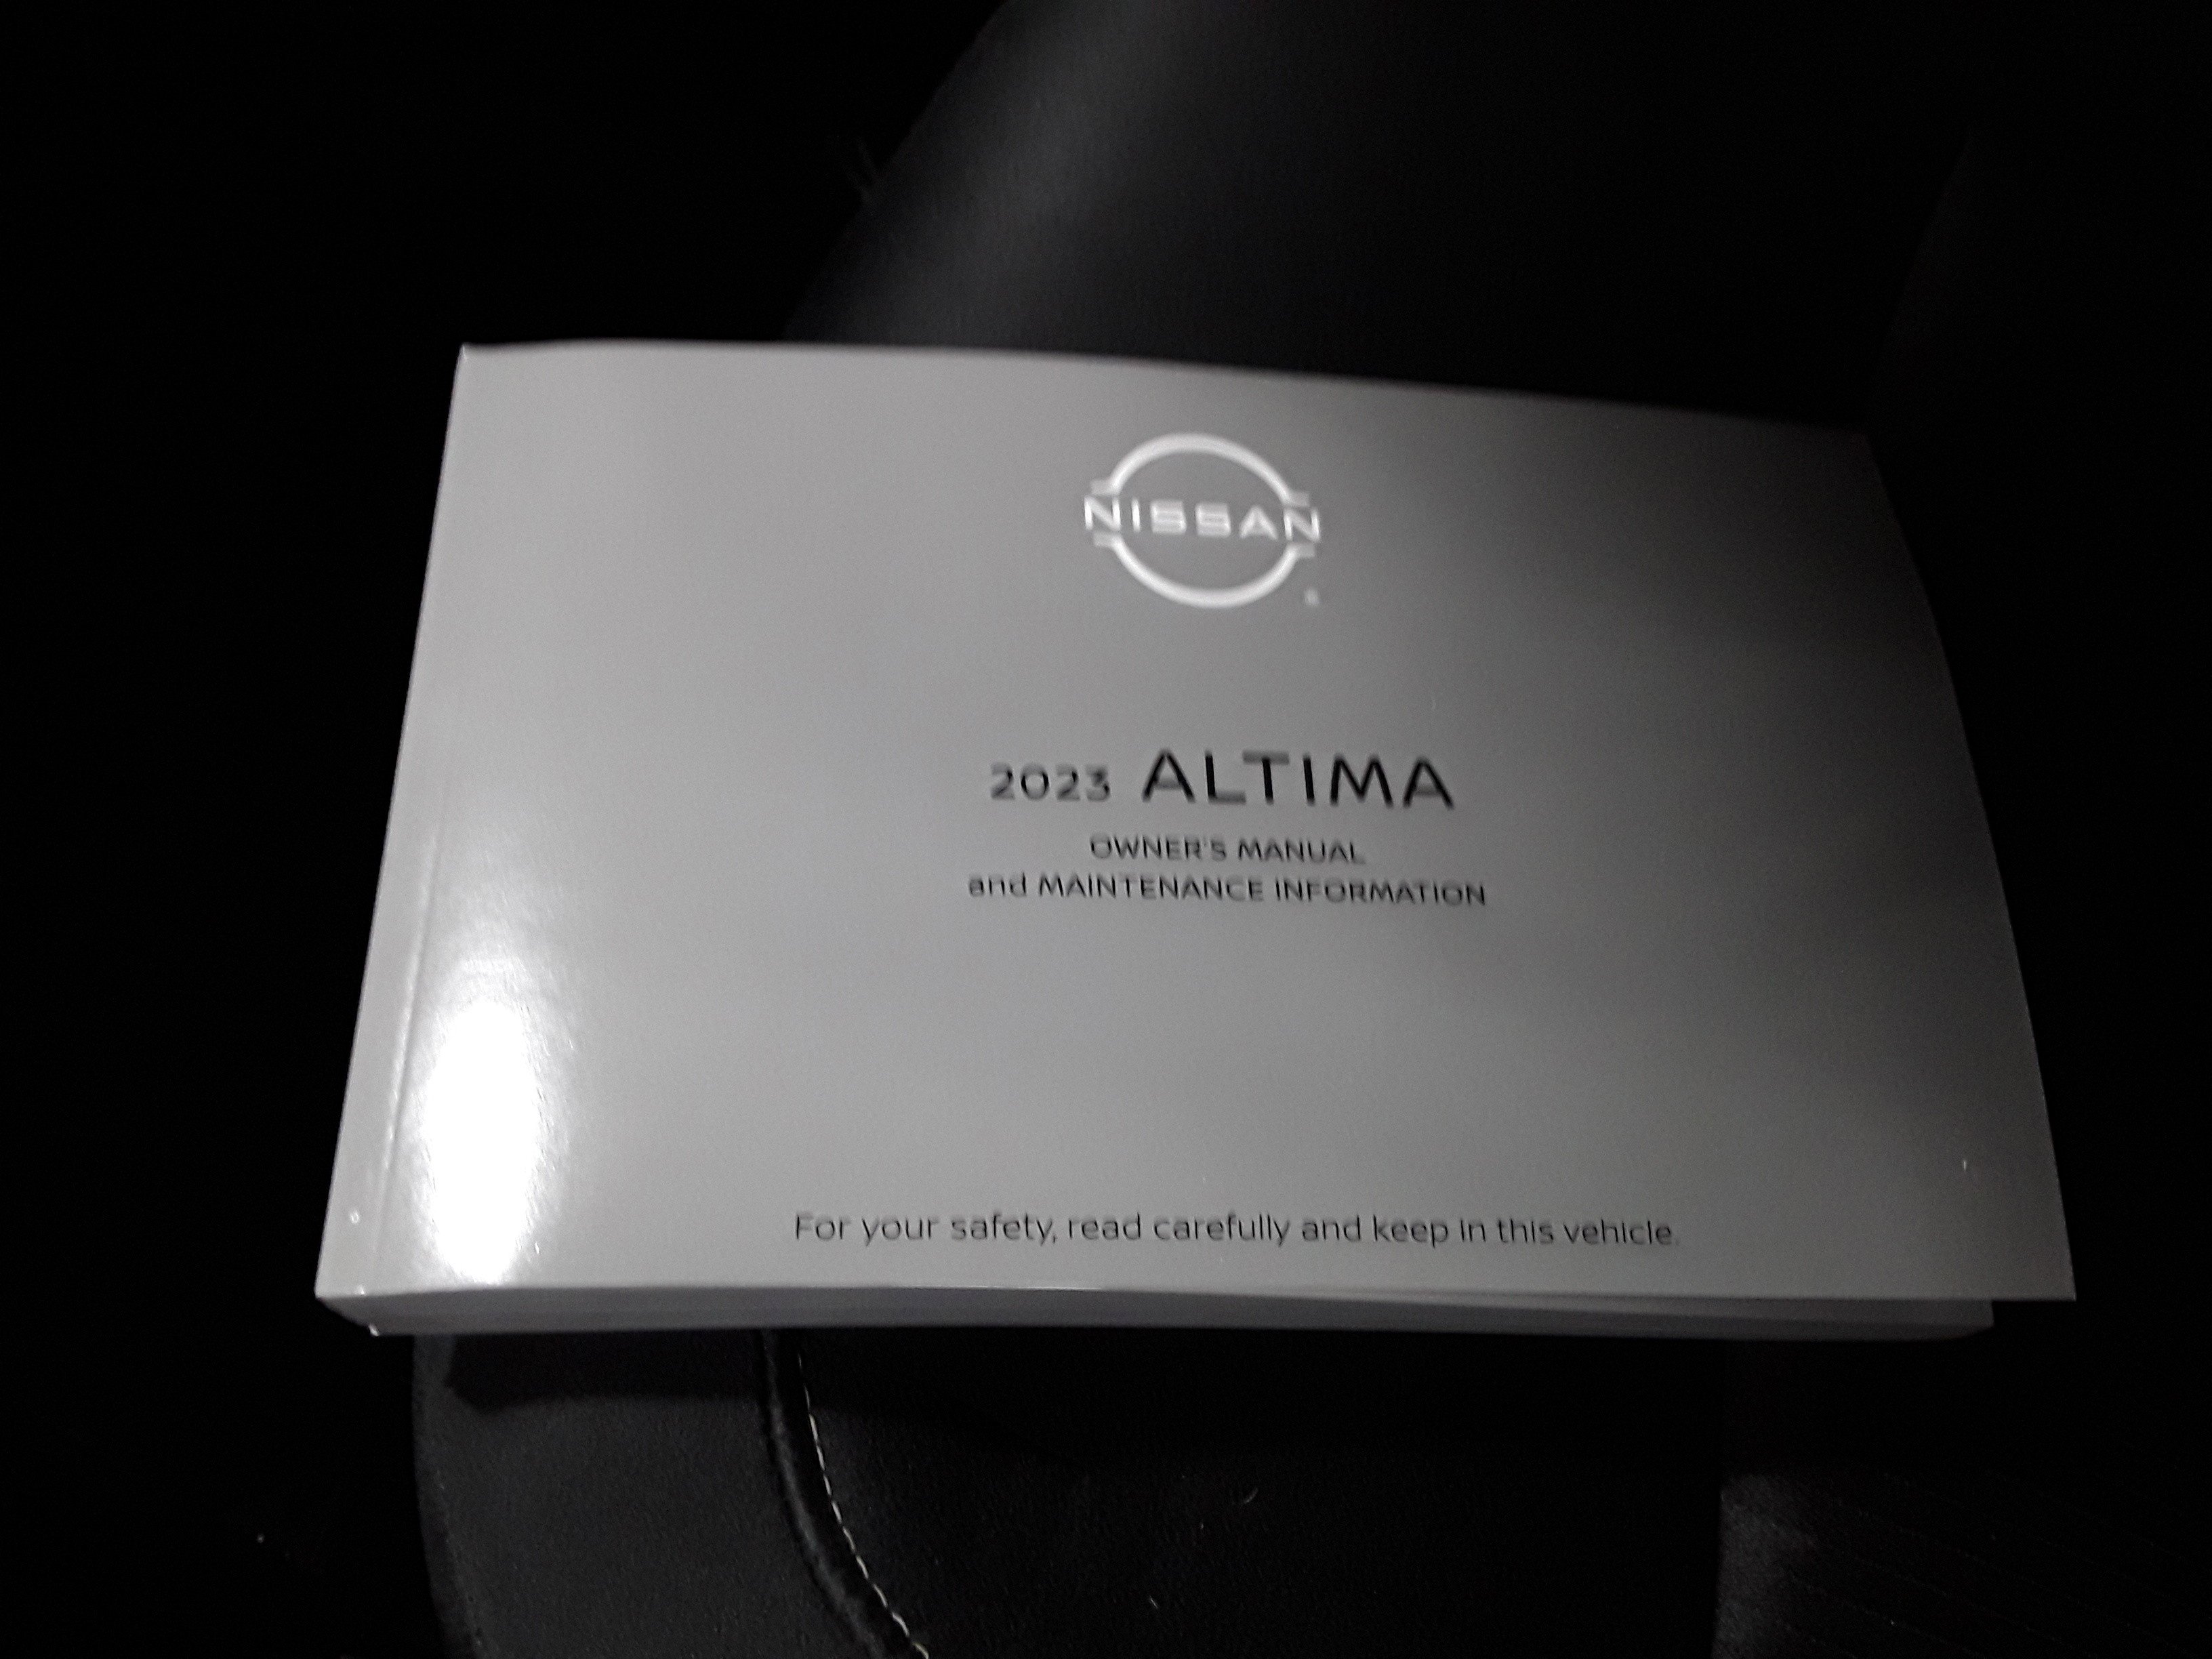 NISSAN
2023 ALTIMA
OWNER'S MANUAL
and MAINTENANCE INFORMATION
For your safety, read carefully and keep in this vehicle.